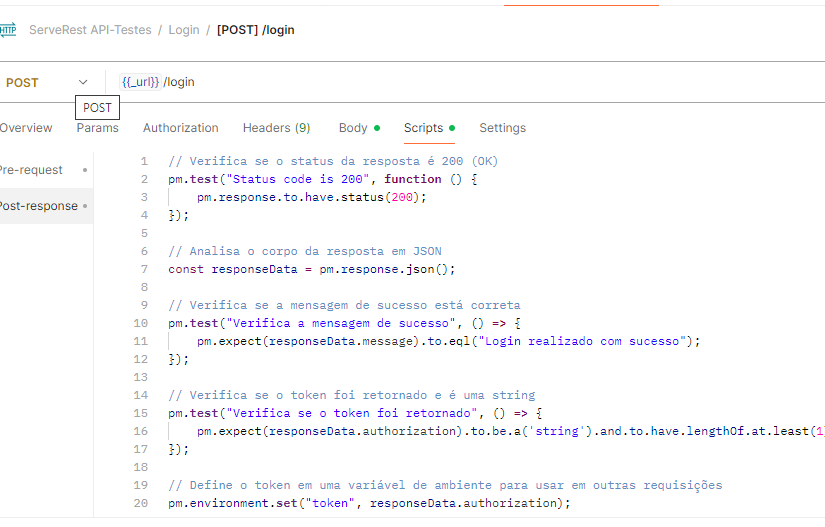 HTTP ServeRest API-Testes / Login / [POST] /login
POST {{_url}}/login
POST
Overview Params Authorization Headers (9) Body Scripts Settings
Pre-request
Post-response
1 // Verifica se o status da resposta é 200 (OK)
2 pm.test("Status code is 200", function () {
3 pm.response.to.have.status(200);
4 });
5
6 // Analisa o corpo da resposta em JSON
7 const responseData = pm.response.json();
8
9 // Verifica se a mensagem de sucesso está correta
10 pm.test("Verifica a mensagem de sucesso", () => {
11 pm.expect(responseData.message).to.eql("Login realizado com sucesso");
12 });
13
14 // Verifica se o token foi retornado e é uma string
15 pm.test("Verifica se o token foi retornado", () => {
16 pm.expect(responseData.authorization).to.be.a('string').and.to.have.lengthOf.at.least(1
17 });
18
19 // Define o token em uma variável de ambiente para usar em outras requisições
20 pm.environment.set("token", responseData.authorization);